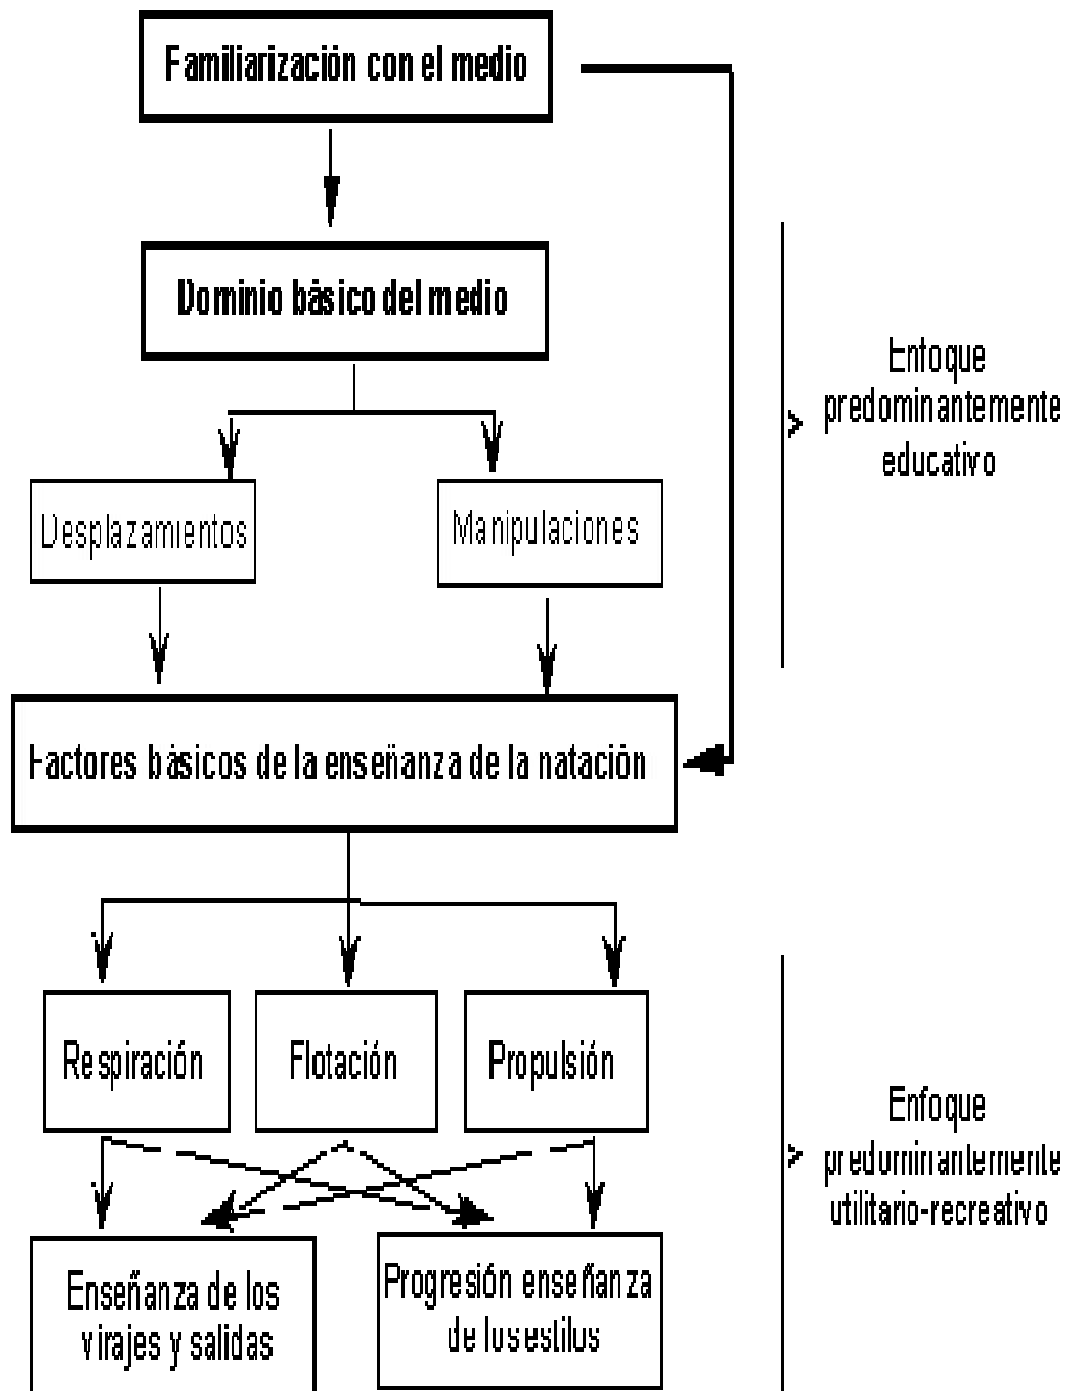 Familiarización con el medio
Dominio básico del medio
Enfoque
predominantemente
educativo
Desplazamientos
Manipulaciones
Factores básicos de la enseñanza de la natación
Respiración
Flotación
Propulsión
Enfoque
predominantemente
utilitario-recreativo
Enseñanza de los
virajes y salidas
Progresión enseñanza
de los estilos